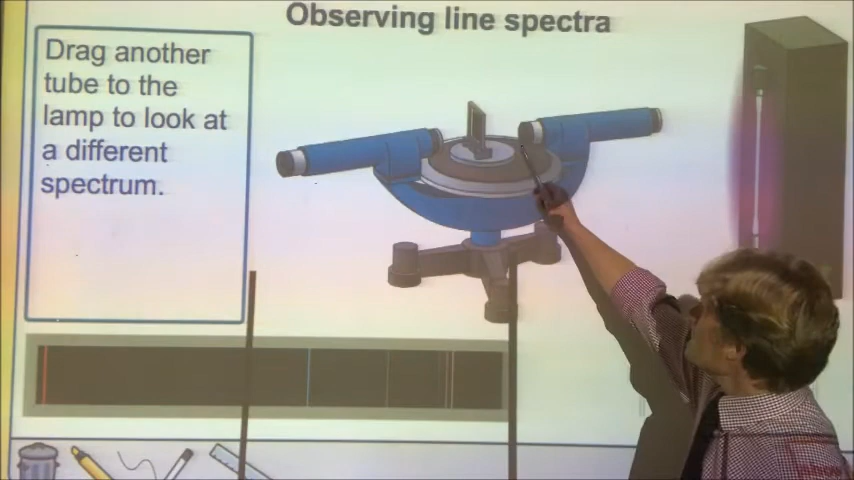 Observing line spectra
Drag another
tube to the
lamp to look at
a different
spectrum.